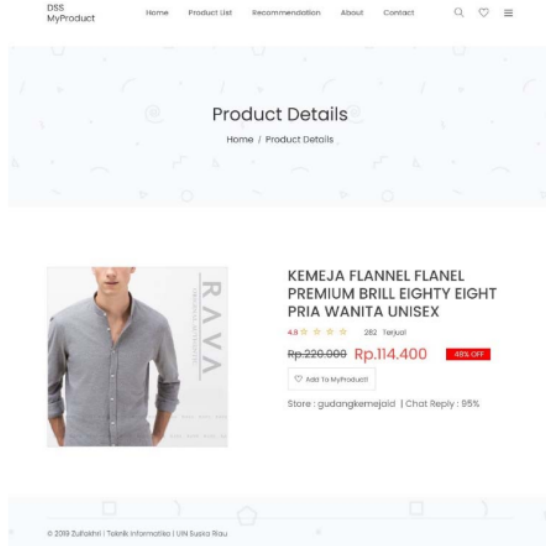 DSS
MyProduct
Home Product List Recommendation About Contact
Product Details
Home / Product Details
RAVA
KEMEJA FLANNEL FLANEL
PREMIUM BRILL EIGHTY EIGHT
PRIA WANITA UNISEX
4.8 282 Terjual
Rp.220.000 Rp.114.400 48% OFF
Add To MyProduct!
Store : gudangkemejaid | Chat Reply : 95%
© 2019 Zulfakhri | Teknik Informatika | UIN Suska Riau